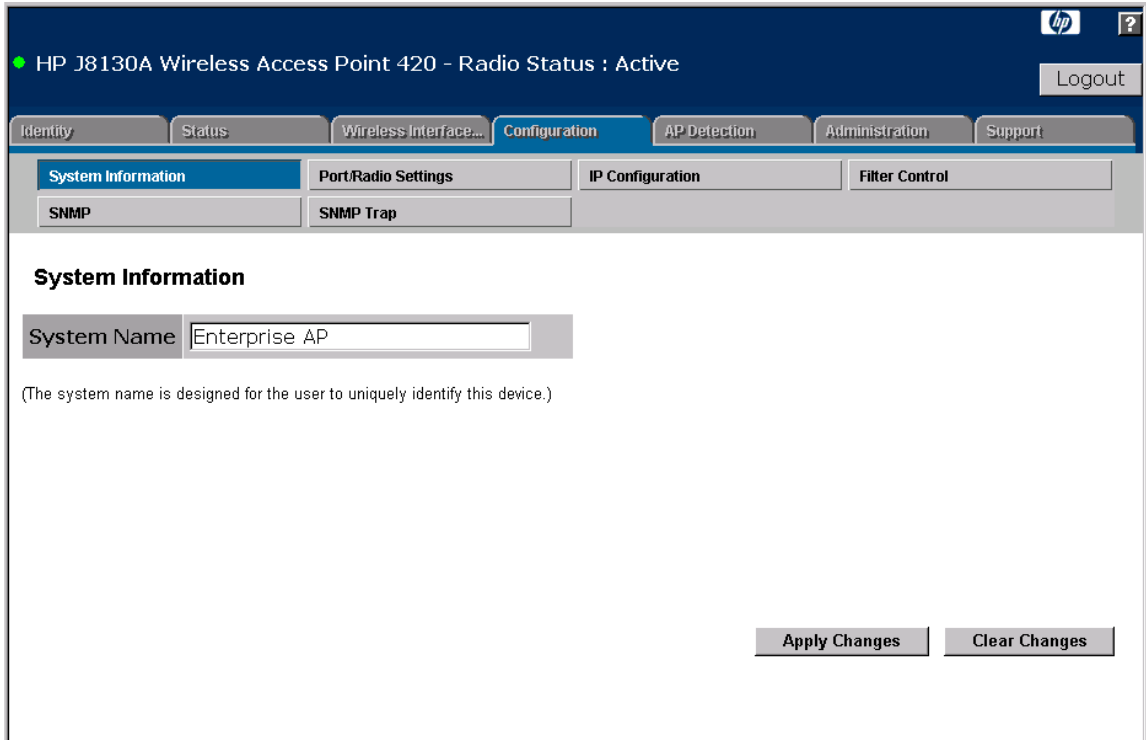 hp
?
HP J8130A Wireless Access Point 420 - Radio Status : Active
Logout
Identity
Status
Wireless Interface...
Configuration
AP Detection
Administration
Support
System Information
Port/Radio Settings
IP Configuration
Filter Control
SNMP
SNMP Trap
System Information
System Name
Enterprise AP
(The system name is designed for the user to uniquely identify this device.)
Apply Changes
Clear Changes